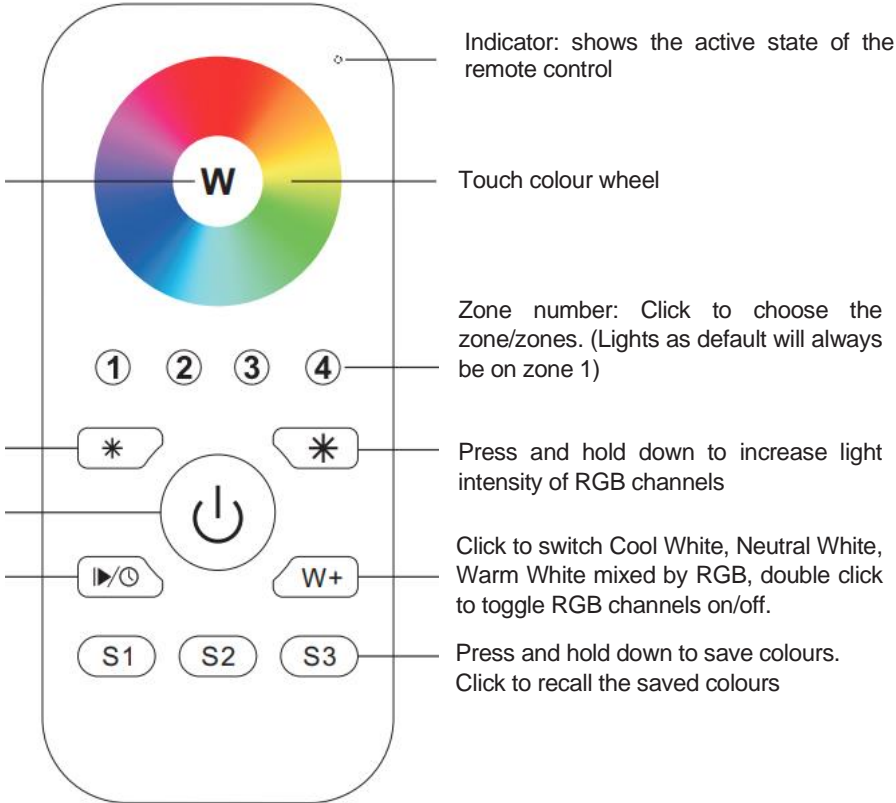 Indicator: shows the active state of the
remote control
W
Touch colour wheel
Zone number: Click to choose the
zone/zones. (Lights as default will always
be on zone 1)
1 2 3 4
Press and hold down to increase light
intensity of RGB channels
Click to switch Cool White, Neutral White,
Warm White mixed by RGB, double click
to toggle RGB channels on/off.
W+
S1 S2 S3
Press and hold down to save colours.
Click to recall the saved colours